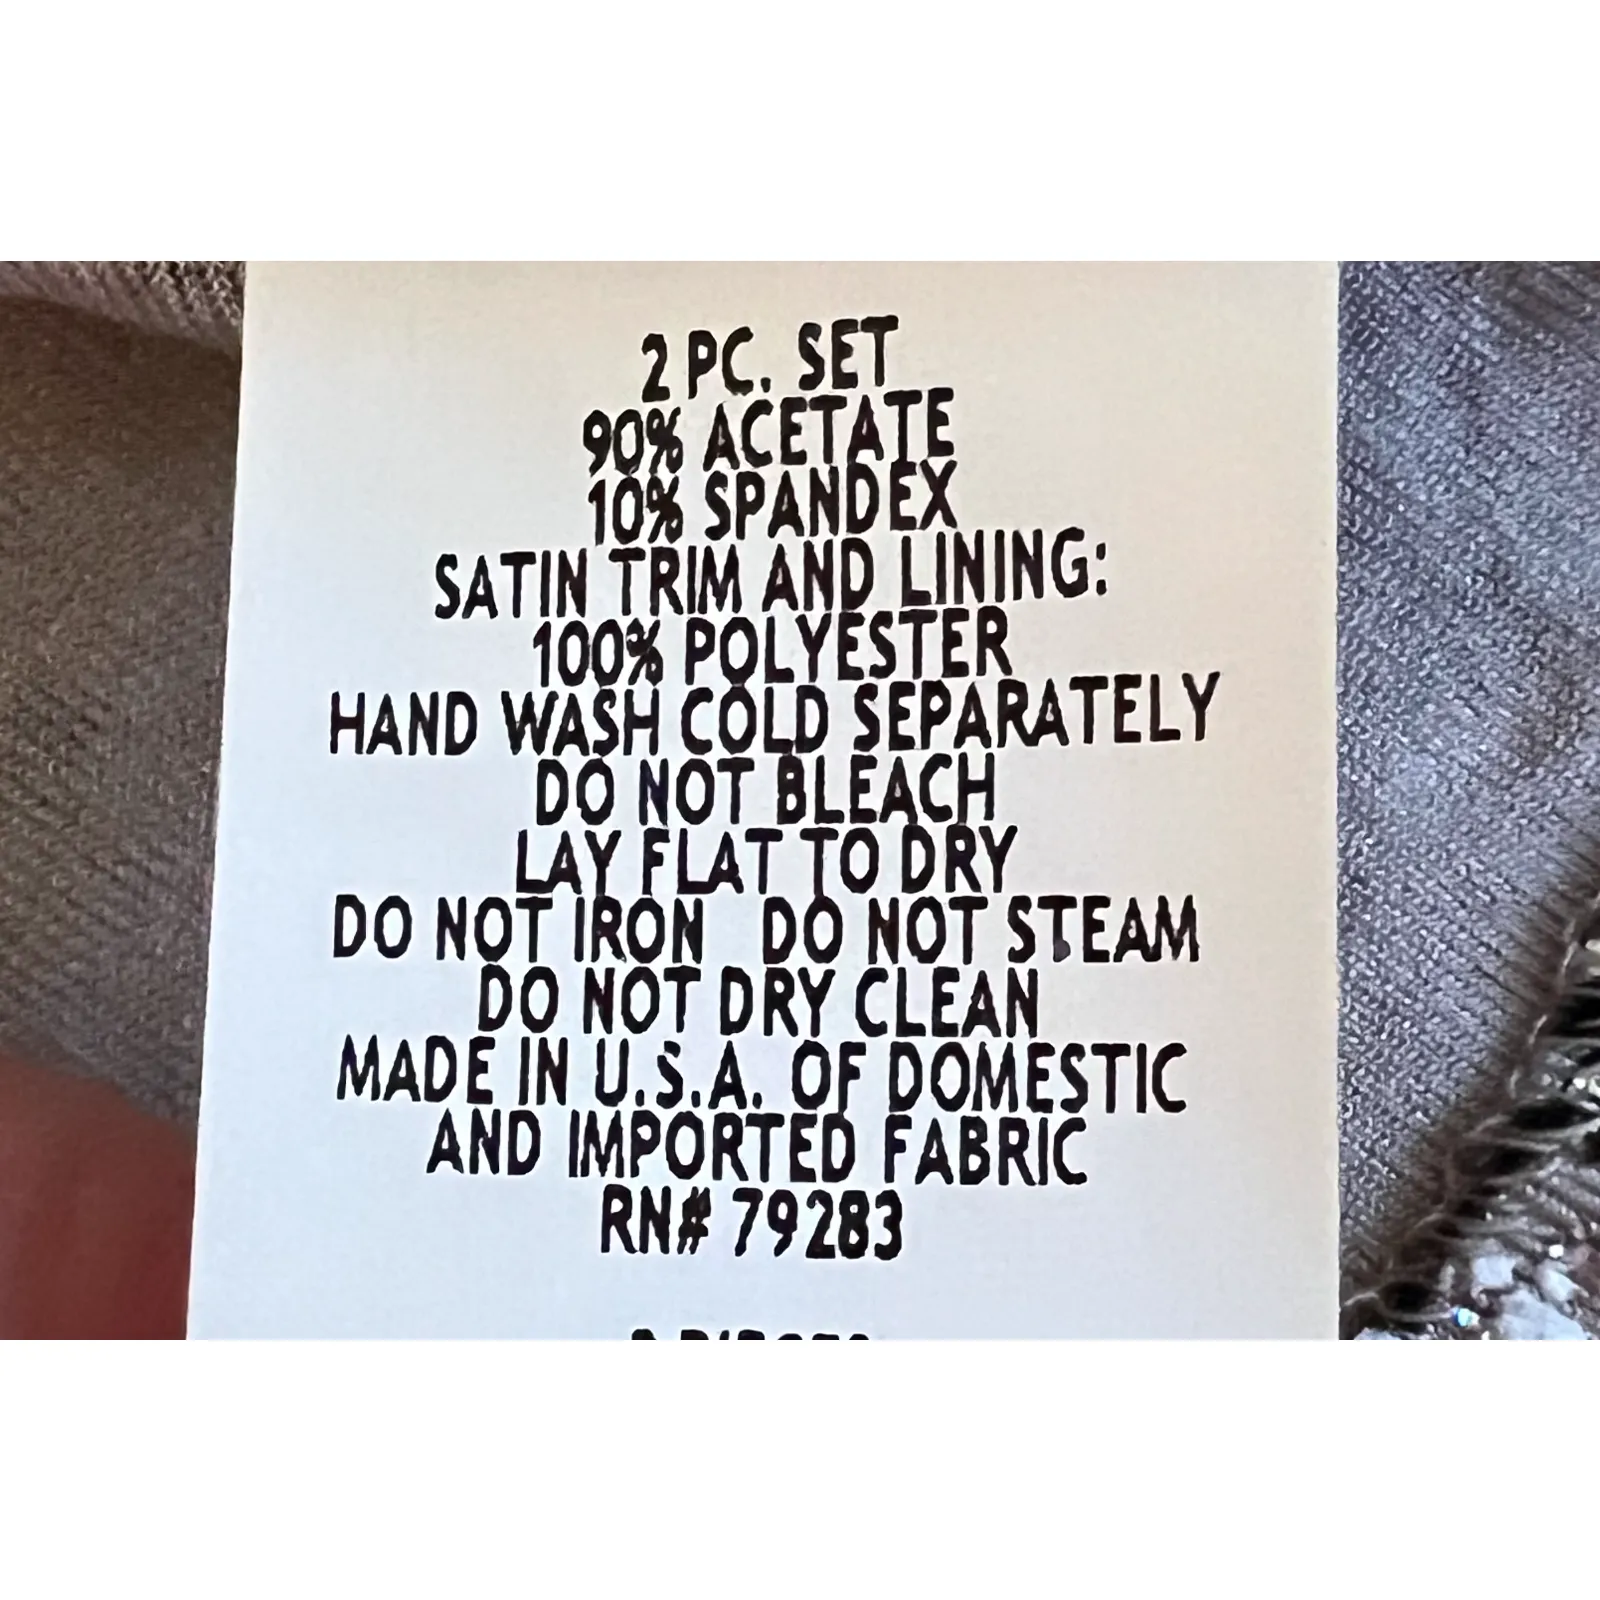 2 PC. SET
90% ACETATE
10% SPANDEX
SATIN TRIM AND LINING:
100% POLYESTER
HAND WASH COLD SEPARATELY
DO NOT BLEACH
LAY FLAT TO DRY
DO NOT IRON DO NOT STEAM
DO NOT DRY CLEAN
MADE IN U.S.A. OF DOMESTIC
AND IMPORTED FABRIC
RN# 79283